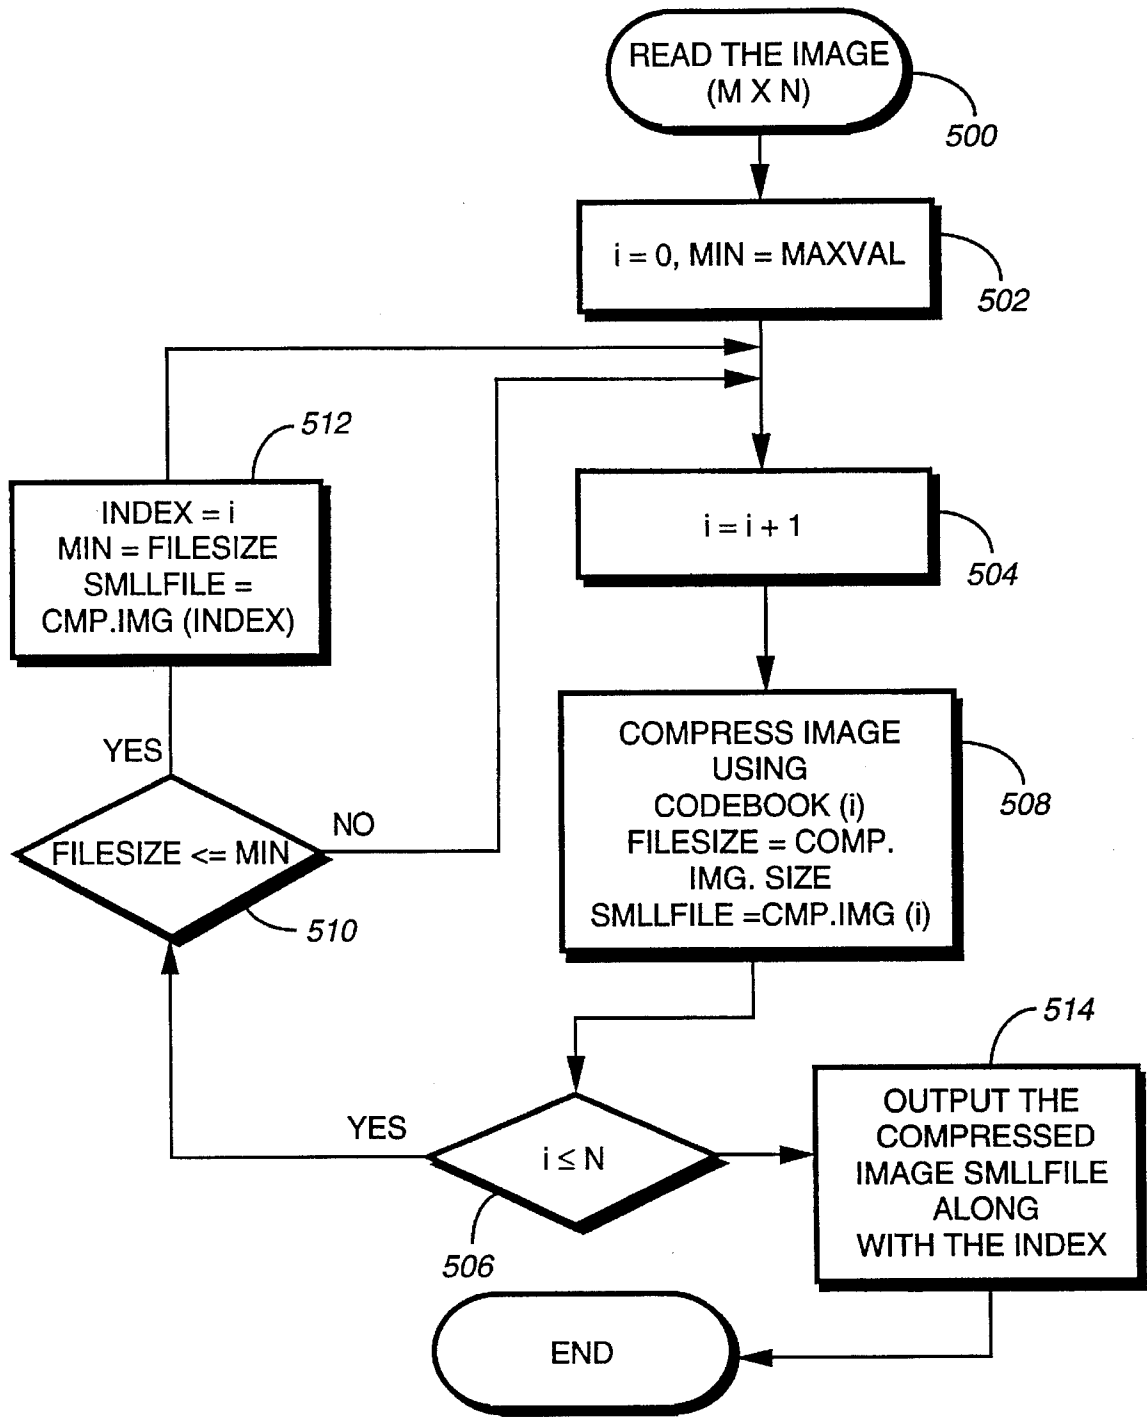 READ THE IMAGE
(M X N)
500
i = 0, MIN = MAXVAL
502
512
INDEX = i
MIN = FILESIZE
SMLLFILE =
CMP.IMG (INDEX)
i = i + 1
504
COMPRESS IMAGE
USING
CODEBOOK (i)
FILESIZE = COMP.
IMG. SIZE
SMLLFILE =CMP.IMG (i)
508
YES
FILESIZE <= MIN
NO
510
YES
i ≤ N
506
514
OUTPUT THE
COMPRESSED
IMAGE SMLLFILE
ALONG
WITH THE INDEX
END